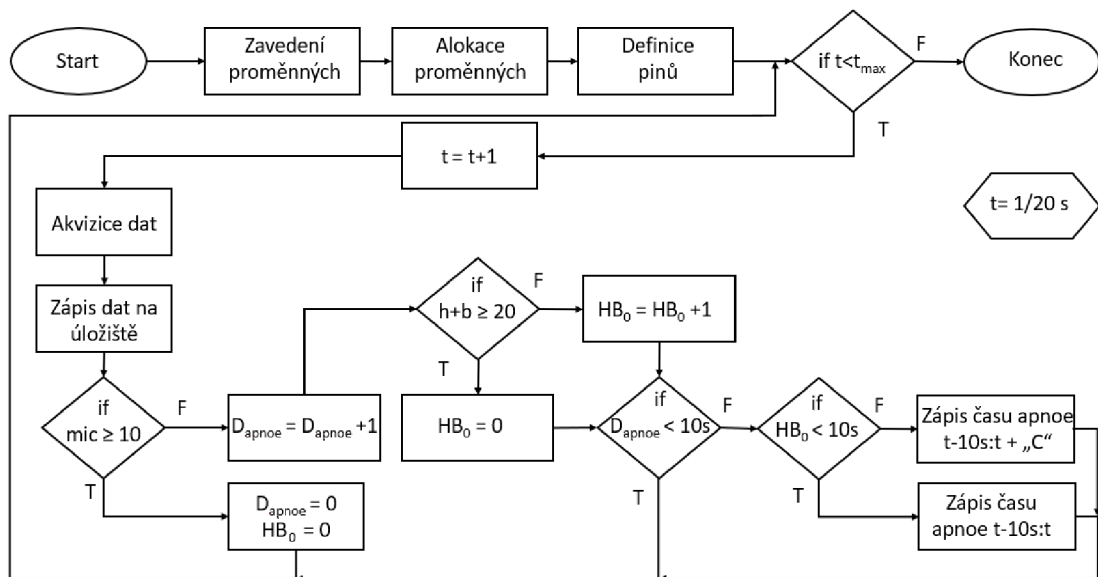 Start
Zavedení
proměnných
Alokace
proměnných
Definice
pinů
if t<tmax
F
Konec
T
t = t+1
t= 1/20 s
Akvizice dat
Zápis dat na
úložiště
if
h+b ≥ 20
F
HB₀ = HB₀ +1
T
if
mic ≥ 10
F
Dapnoe = Dapnoe +1
HB₀ = 0
if
Dapnoe < 10s
F
if
HB₀ < 10s
F
Zápis času apnoe
t-10s:t + „C“
T
Dapnoe = 0
HB₀ = 0
T
T
Zápis času
apnoe t-10s:t